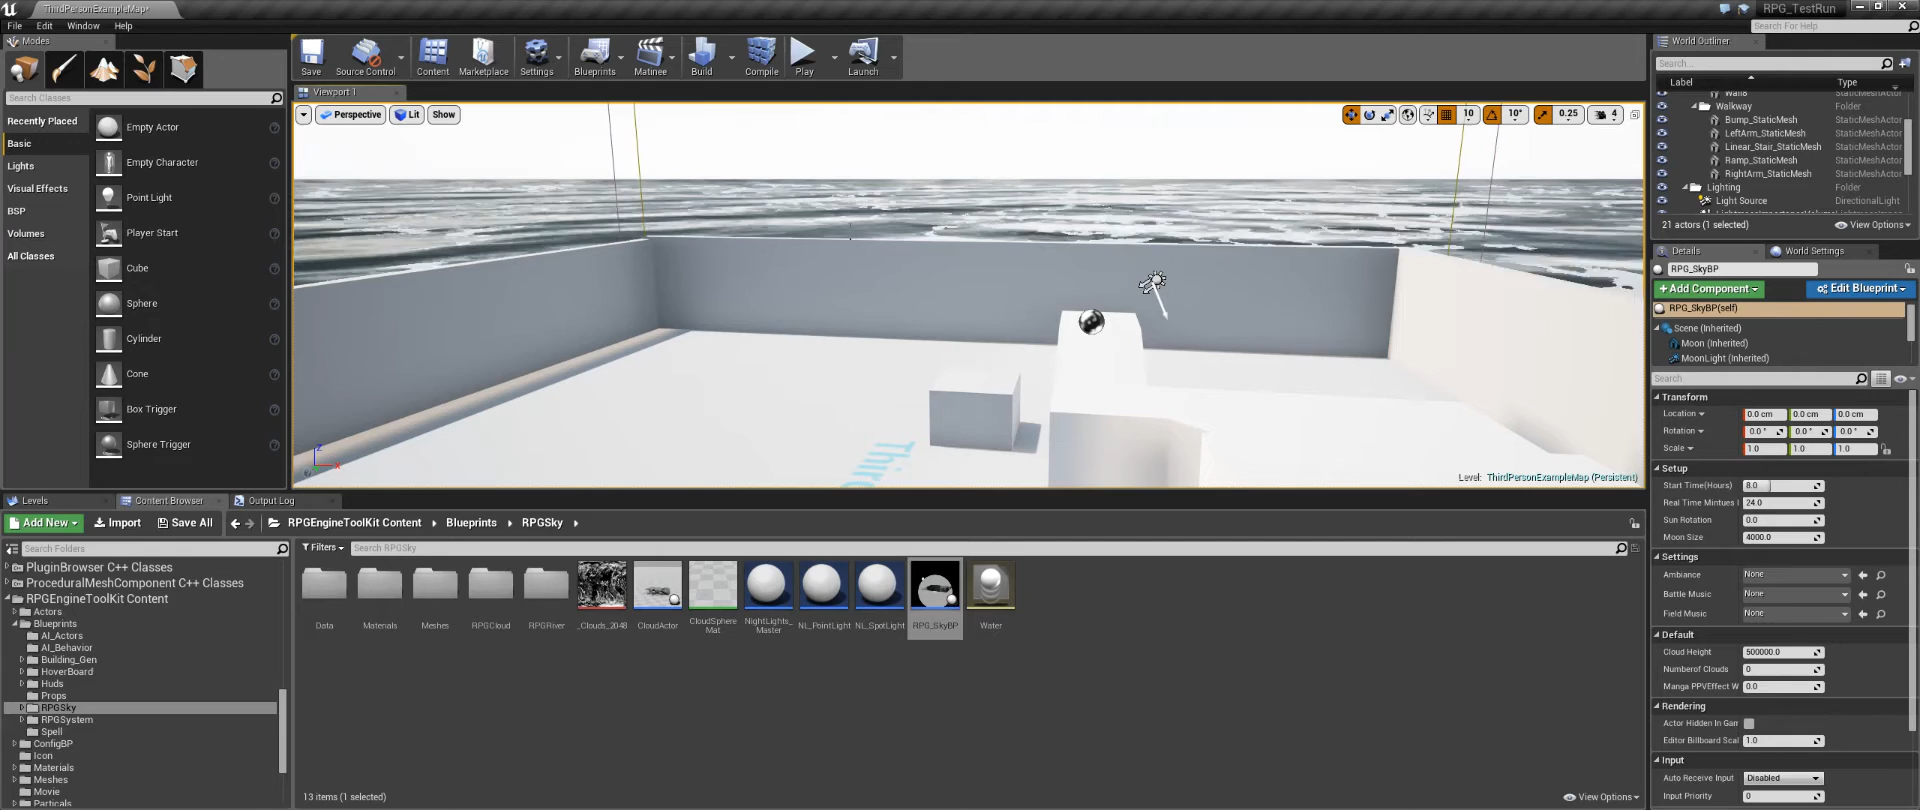 ThirdPersonExampleMap*
RPG_TestRun
File Edit Window Help
Search For Help
Modes
Search Classes
Recently Placed
Basic
Lights
Visual Effects
BSP
Volumes
All Classes
Empty Actor
Empty Character
Point Light
Player Start
Cube
Sphere
Cylinder
Cone
Box Trigger
Sphere Trigger
Save
Source Control
Content
Marketplace
Settings
Blueprints
Matinee
Build
Compile
Play
Launch
Viewport 1
Perspective
Lit
Show
10
10°
0.25
4
Z
X
Thir
Level: ThirdPersonExampleMap (Persistent)
World Outliner
Search...
Label Type
Wall8 StaticMeshActor
Walkway Folder
Bump_StaticMesh StaticMeshActor
LeftArm_StaticMesh StaticMeshActor
Linear_Stair_StaticMesh StaticMeshActor
Ramp_StaticMesh StaticMeshActor
RightArm_StaticMesh StaticMeshActor
Lighting Folder
Light Source DirectionalLight
21 actors (1 selected)
View Options
Details
World Settings
RPG_SkyBP
+Add Component
Edit Blueprint
RPG_SkyBP(self)
Scene (Inherited)
Moon (Inherited)
MoonLight (Inherited)
Search
Transform
Location 0.0 cm 0.0 cm 0.0 cm
Rotation 0.0 ° 0.0 ° 0.0 °
Scale 1.0 1.0 1.0
Setup
Start Time(Hours) 8.0
Real Time Mintues 24.0
Sun Rotation 0.0
Moon Size 4000.0
Settings
Ambiance None
Battle Music None
Field Music None
Default
Cloud Height 500000.0
Numberof Clouds 0
Manga PPVEffect W 0.0
Rendering
Actor Hidden In Gam
Editor Billboard Scal 1.0
Input
Auto Receive Input Disabled
Input Priority 0
Levels
Content Browser
Output Log
Add New
Import
Save All
RPGEngineToolKit Content
Blueprints
RPGSky
Search Folders
PluginBrowser C++ Classes
ProceduralMeshComponent C++ Classes
RPGEngineToolKit Content
Actors
Blueprints
AI_Actors
AI_Behavior
Building_Gen
HoverBoard
Huds
Props
RPGSky
RPGSystem
Spell
ConfigBP
Icon
Materials
Meshes
Movie
Particals
Filters
Search RPGSky
Data
Materials
Meshes
RPGCloud
RPGRiver
_Clouds_2048
CloudActor
CloudSphere
Mat
NightLights_
Master
NL_PointLight
NL_SpotLight
RPG_SkyBP
Water
13 items (1 selected)
View Options